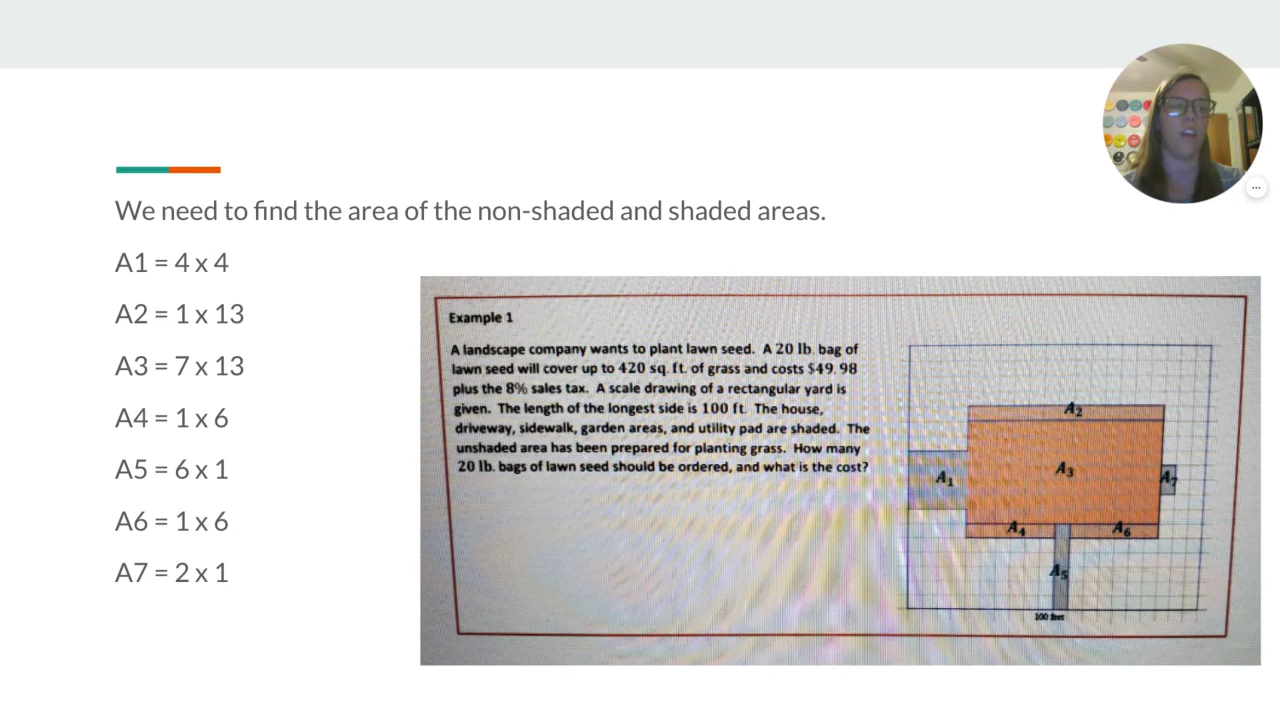 We need to find the area of the non-shaded and shaded areas.
A1 = 4 x 4
A2 = 1 x 13
A3 = 7 x 13
A4 = 1 x 6
A5 = 6 x 1
A6 = 1 x 6
A7 = 2 x 1
Example 1
A landscape company wants to plant lawn seed. A 20 lb. bag of
lawn seed will cover up to 420 sq. ft. of grass and costs $49.98
plus the 8% sales tax. A scale drawing of a rectangular yard is
given. The length of the longest side is 100 ft. The house,
driveway, sidewalk, garden areas, and utility pad are shaded. The
unshaded area has been prepared for planting grass. How many
20 lb. bags of lawn seed should be ordered, and what is the cost?
A2
A3
A1
A7
A4
A6
A5
100 feet